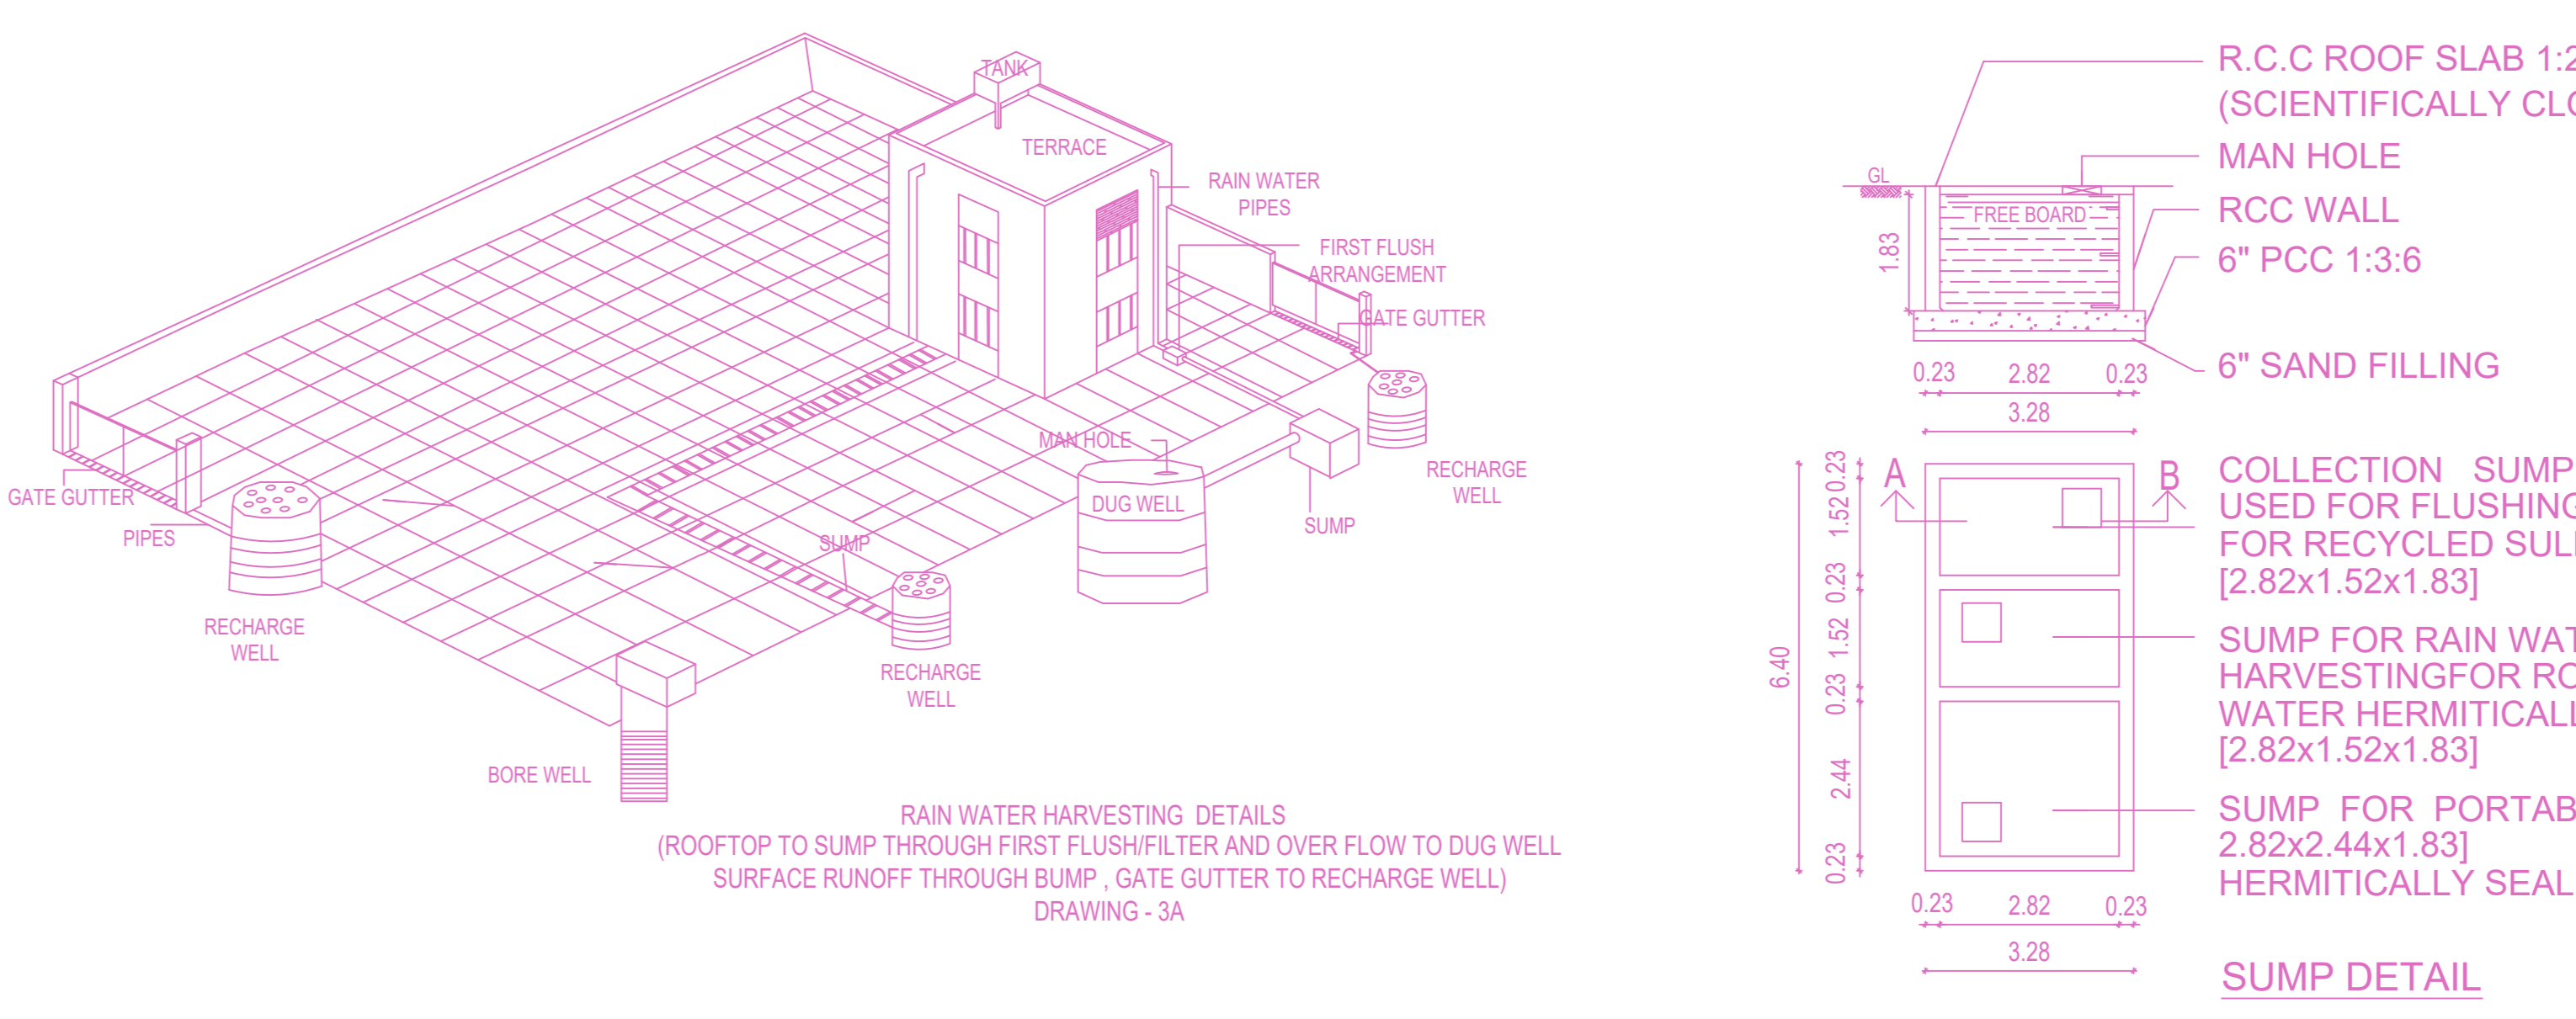 TANK
TERRACE
RAIN WATER
PIPES
FIRST FLUSH
ARRANGEMENT
GATE GUTTER
RECHARGE
WELL
MAN HOLE
DUG WELL
SUMP
GATE GUTTER
PIPES
RECHARGE
WELL
SUMP
RECHARGE
WELL
BORE WELL
RAIN WATER HARVESTING DETAILS
(ROOFTOP TO SUMP THROUGH FIRST FLUSH/FILTER AND OVER FLOW TO DUG WELL
SURFACE RUNOFF THROUGH BUMP , GATE GUTTER TO RECHARGE WELL)
DRAWING - 3A
R.C.C ROOF SLAB 1:2
(SCIENTIFICALLY CLO
MAN HOLE
RCC WALL
6" PCC 1:3:6
6" SAND FILLING
GL
FREE BOARD
1.83
0.23 2.82 0.23
3.28
A B
0.23
1.52
0.23
1.52
0.23
2.44
0.23
6.40
COLLECTION SUMP
USED FOR FLUSHING
FOR RECYCLED SULL
[2.82x1.52x1.83]
SUMP FOR RAIN WAT
HARVESTINGFOR RO
WATER HERMITICALL
[2.82x1.52x1.83]
SUMP FOR PORTAB
2.82x2.44x1.83]
HERMITICALLY SEAL
0.23 2.82 0.23
3.28
SUMP DETAIL